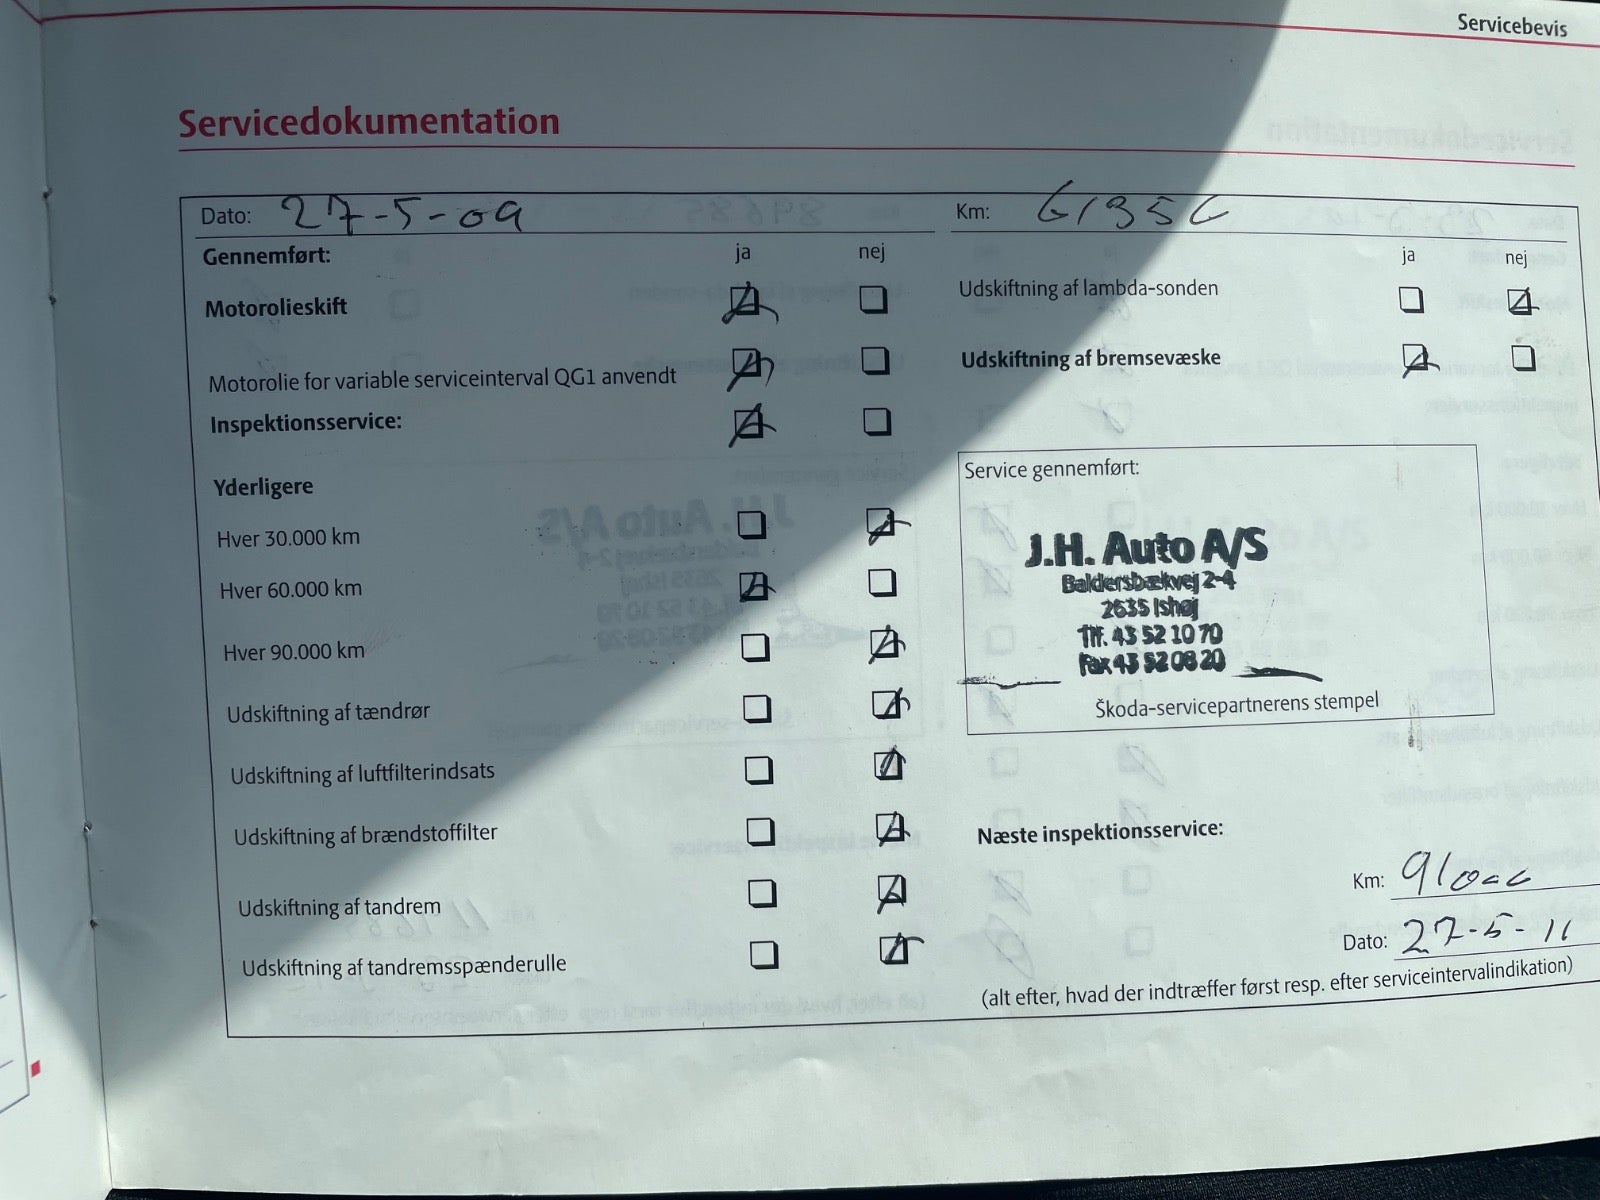 Servicebevis
Servicedokumentation
Dato: 27-5-09
Km: 61356
Gennemført:
ja
nej
Motorolieskift
Motorolie for variable serviceinterval QG1 anvendt
Inspektionsservice:
Yderligere
Hver 30.000 km
Hver 60.000 km
Hver 90.000 km
Udskiftning af tændrør
Udskiftning af luftfilterindsats
Udskiftning af brændstoffilter
Udskiftning af tandrem
Udskiftning af tandremsspænderulle
ja
nej
Udskiftning af lambda-sonden
Udskiftning af bremsevæske
Service gennemført:
J.H. Auto A/S
Baldersbækvej 2-4
2635 Ishøj
Tlf. 43 52 10 70
Fax 43 52 08 20
Škoda-servicepartnerens stempel
Næste inspektionsservice:
Km: 91000
Dato: 27-5-11
(alt efter, hvad der indtræffer først resp. efter serviceintervalindikation)